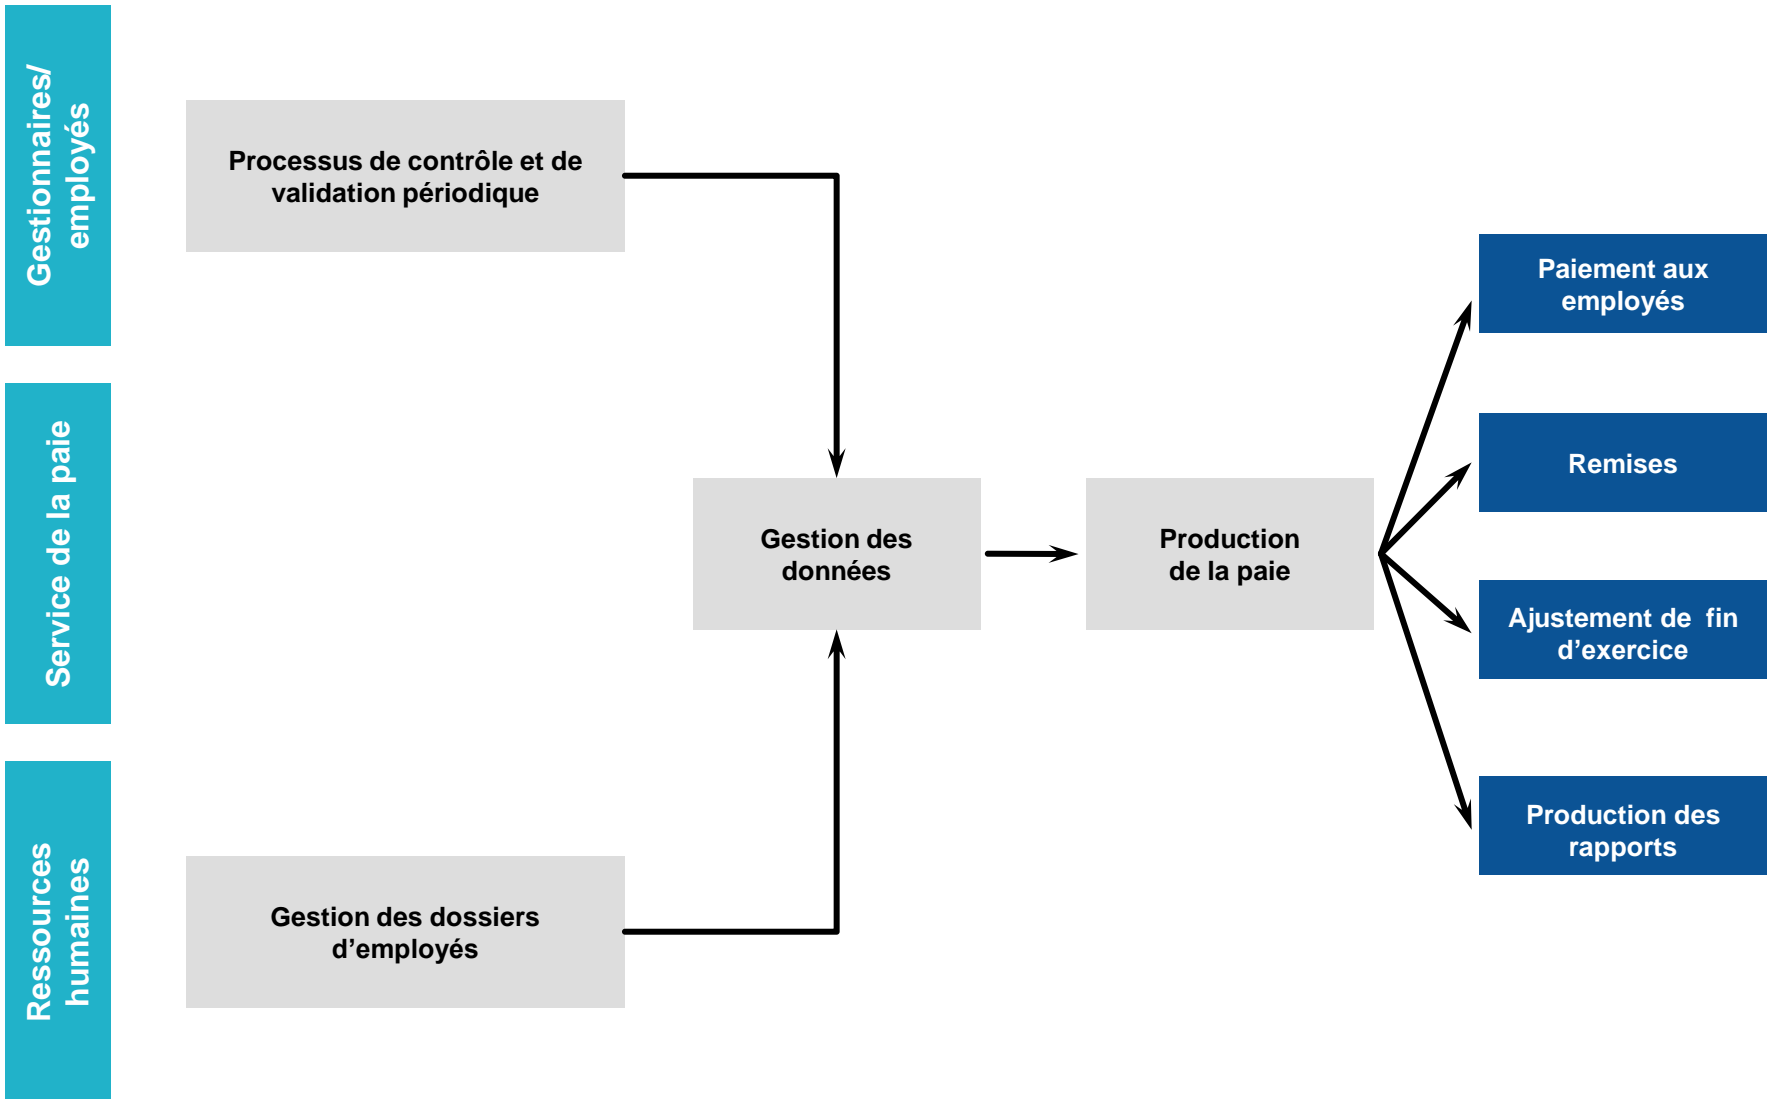 Gestionnaires/
employés
Processus de contrôle et de
validation périodique
Service de la paie
Gestion des
données
Production
de la paie
Paiement aux
employés
Remises
Ajustement de  fin
d’exercice
Production des
rapports
Ressources
humaines
Gestion des dossiers
d’employés